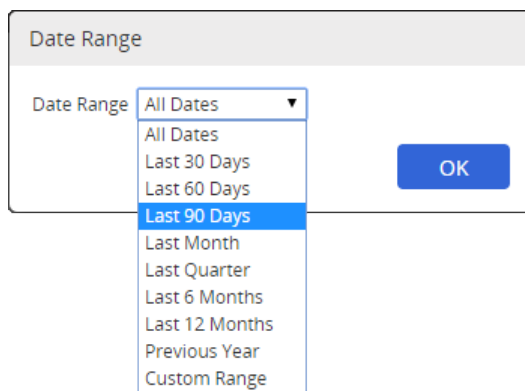 Date Range
Date Range All Dates
All Dates
Last 30 Days
Last 60 Days
OK
Last 90 Days
Last Month
Last Quarter
Last 6 Months
Last 12 Months
Previous Year
Custom Range